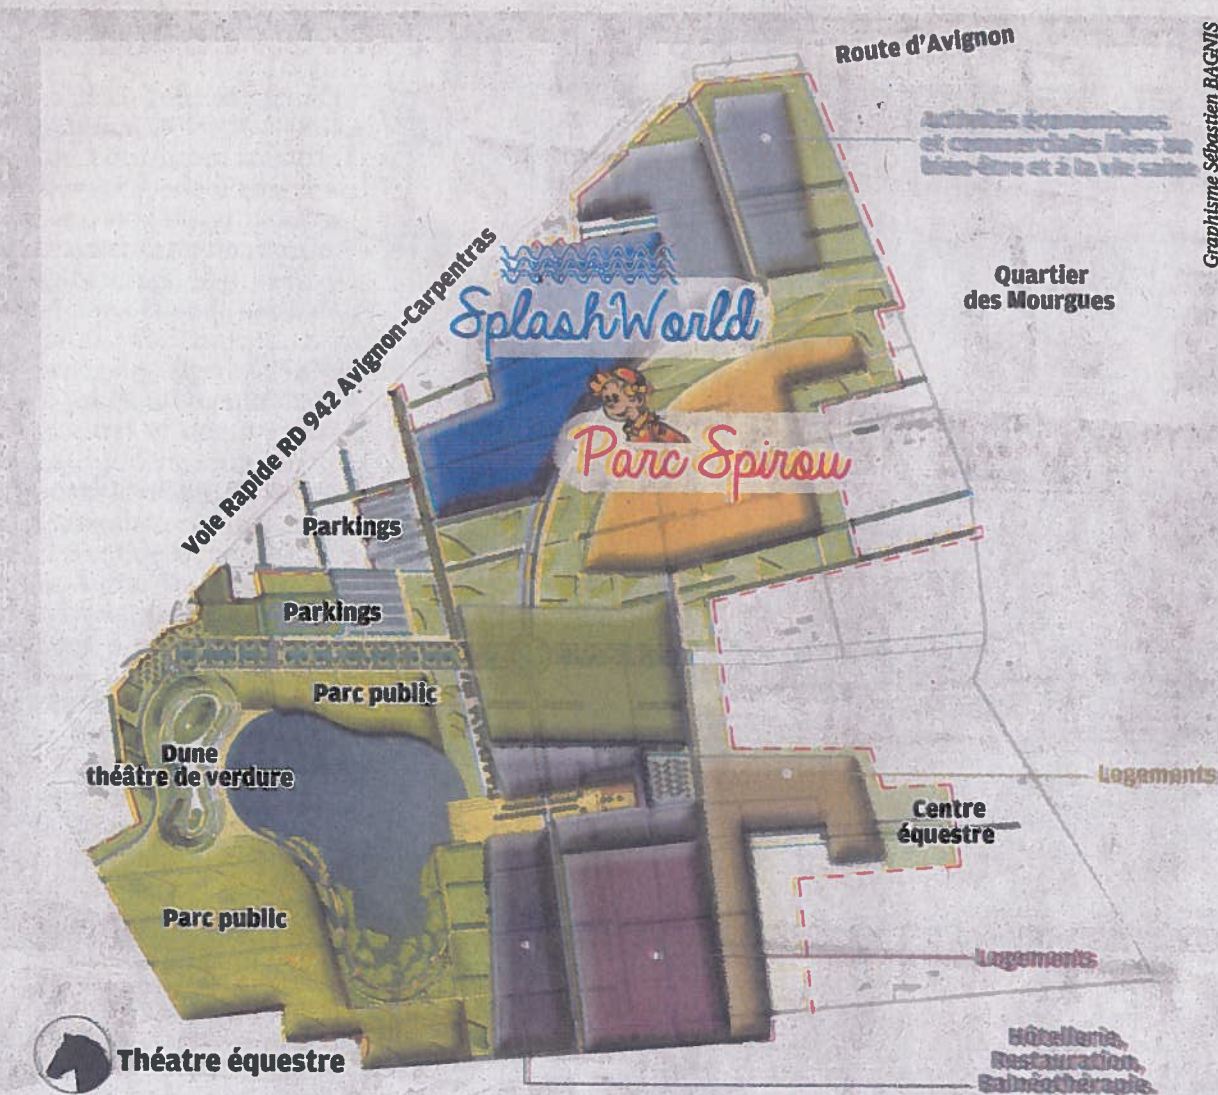 Route d'Avignon
Graphisme Sébastien BAGNIS
Activités économiques
et commerciales liées au
bien-être et à la vie saine
Quartier
des Mourgues
Voie Rapide RD 942 Avignon-Carpentras
SplashWorld
Parc Spirou
Parkings
Parkings
Parc public
Dune
théâtre de verdure
Logements
Centre
équestre
Parc public
Logements
Hôtellerie,
Restauration,
Balnéothérapie.
Théatre équestre